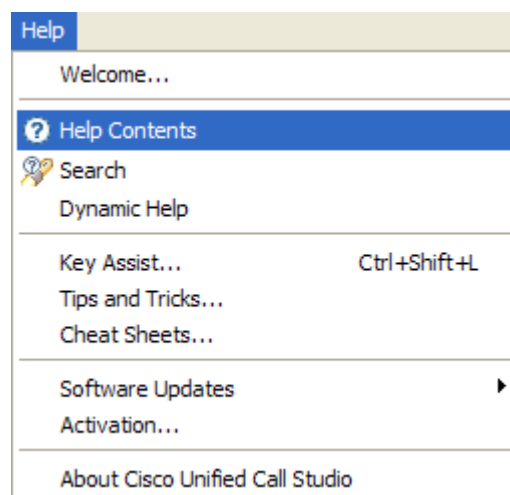 Help
Welcome...
Help Contents
Search
Dynamic Help
Key Assist... Ctrl+Shift+L
Tips and Tricks...
Cheat Sheets...
Software Updates
Activation...
About Cisco Unified Call Studio